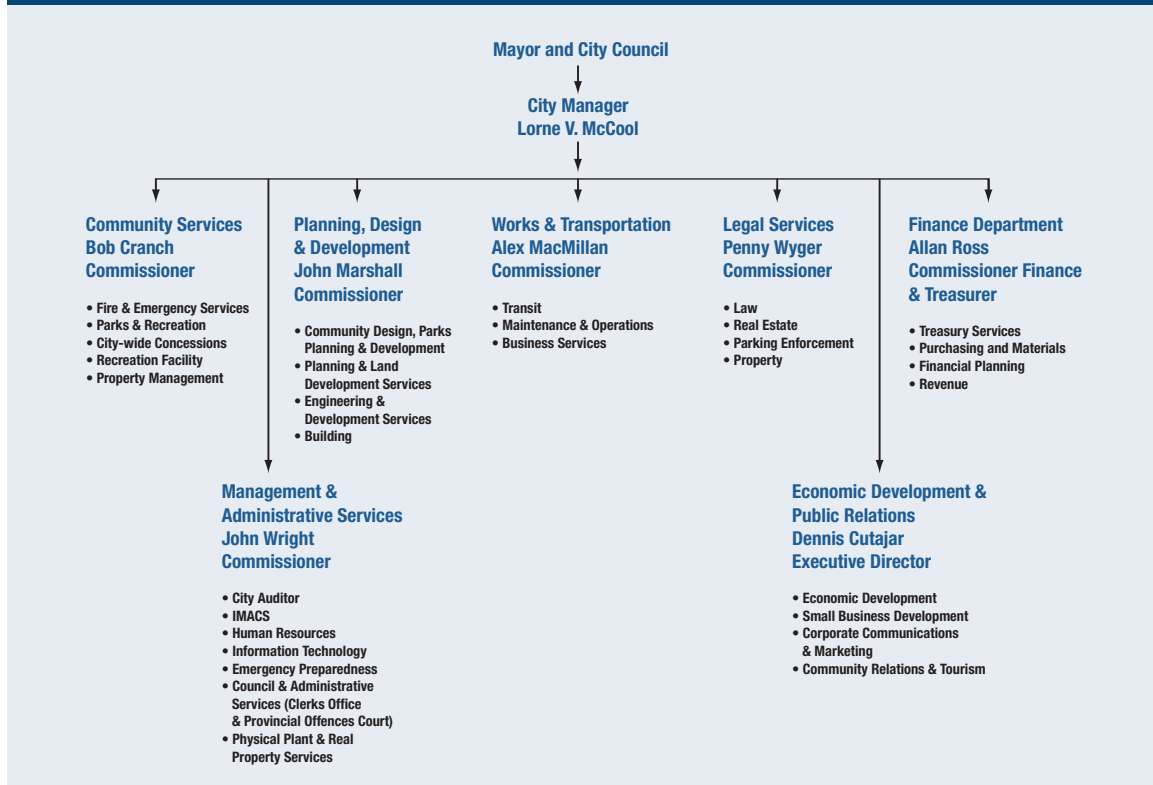 Mayor and City Council
City Manager
Lorne V. McCool
Community Services
Bob Cranch
Commissioner
• Fire & Emergency Services
• Parks & Recreation
• City-wide Concessions
• Recreation Facility
• Property Management
Planning, Design
& Development
John Marshall
Commissioner
• Community Design, Parks
Planning & Development
• Planning & Land
Development Services
• Engineering &
Development Services
• Building
Works & Transportation
Alex MacMillan
Commissioner
• Transit
• Maintenance & Operations
• Business Services
Legal Services
Penny Wyger
Commissioner
• Law
• Real Estate
• Parking Enforcement
• Property
Finance Department
Allan Ross
Commissioner Finance
& Treasurer
• Treasury Services
• Purchasing and Materials
• Financial Planning
• Revenue
Management &
Administrative Services
John Wright
Commissioner
• City Auditor
• IMACS
• Human Resources
• Information Technology
• Emergency Preparedness
• Council & Administrative
Services (Clerks Office
& Provincial Offences Court)
• Physical Plant & Real
Property Services
Economic Development &
Public Relations
Dennis Cutajar
Executive Director
• Economic Development
• Small Business Development
• Corporate Communications
& Marketing
• Community Relations & Tourism